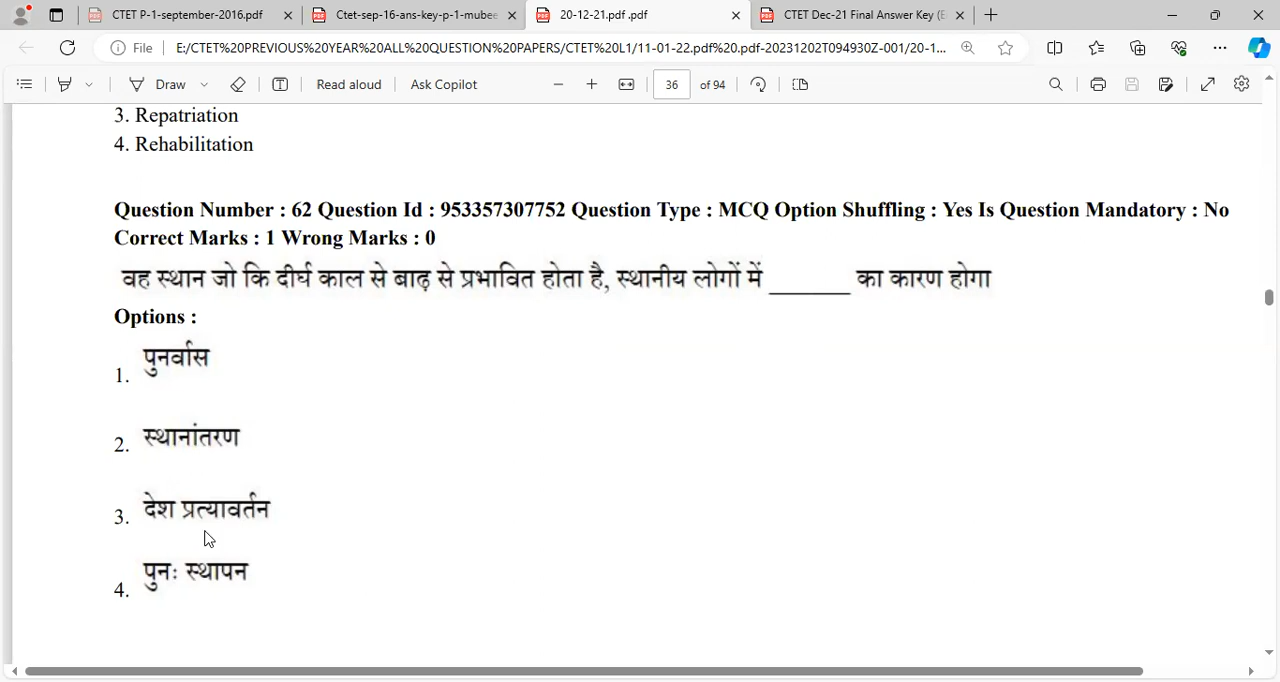 CTET P-1-september-2016.pdf
Ctet-sep-16-ans-key-p-1-mubee
20-12-21.pdf .pdf
CTET Dec-21 Final Answer Key (E
File
E:/CTET%20PREVIOUS%20YEAR%20ALL%20QUESTION%20PAPERS/CTET%20L1/11-01-22.pdf%20.pdf-20231202T094930Z-001/20-1...
Draw
Read aloud
Ask Copilot
36 of 94
3. Repatriation
4. Rehabilitation
Question Number : 62 Question Id : 953357307752 Question Type : MCQ Option Shuffling : Yes Is Question Mandatory : No
Correct Marks : 1 Wrong Marks : 0
वह स्थान जो कि दीर्घ काल से बाढ़ से प्रभावित होता है, स्थानीय लोगों में _______ का कारण होगा
Options :
1. पुनर्वास
2. स्थानांतरण
3. देश प्रत्यावर्तन
4. पुनः स्थापन